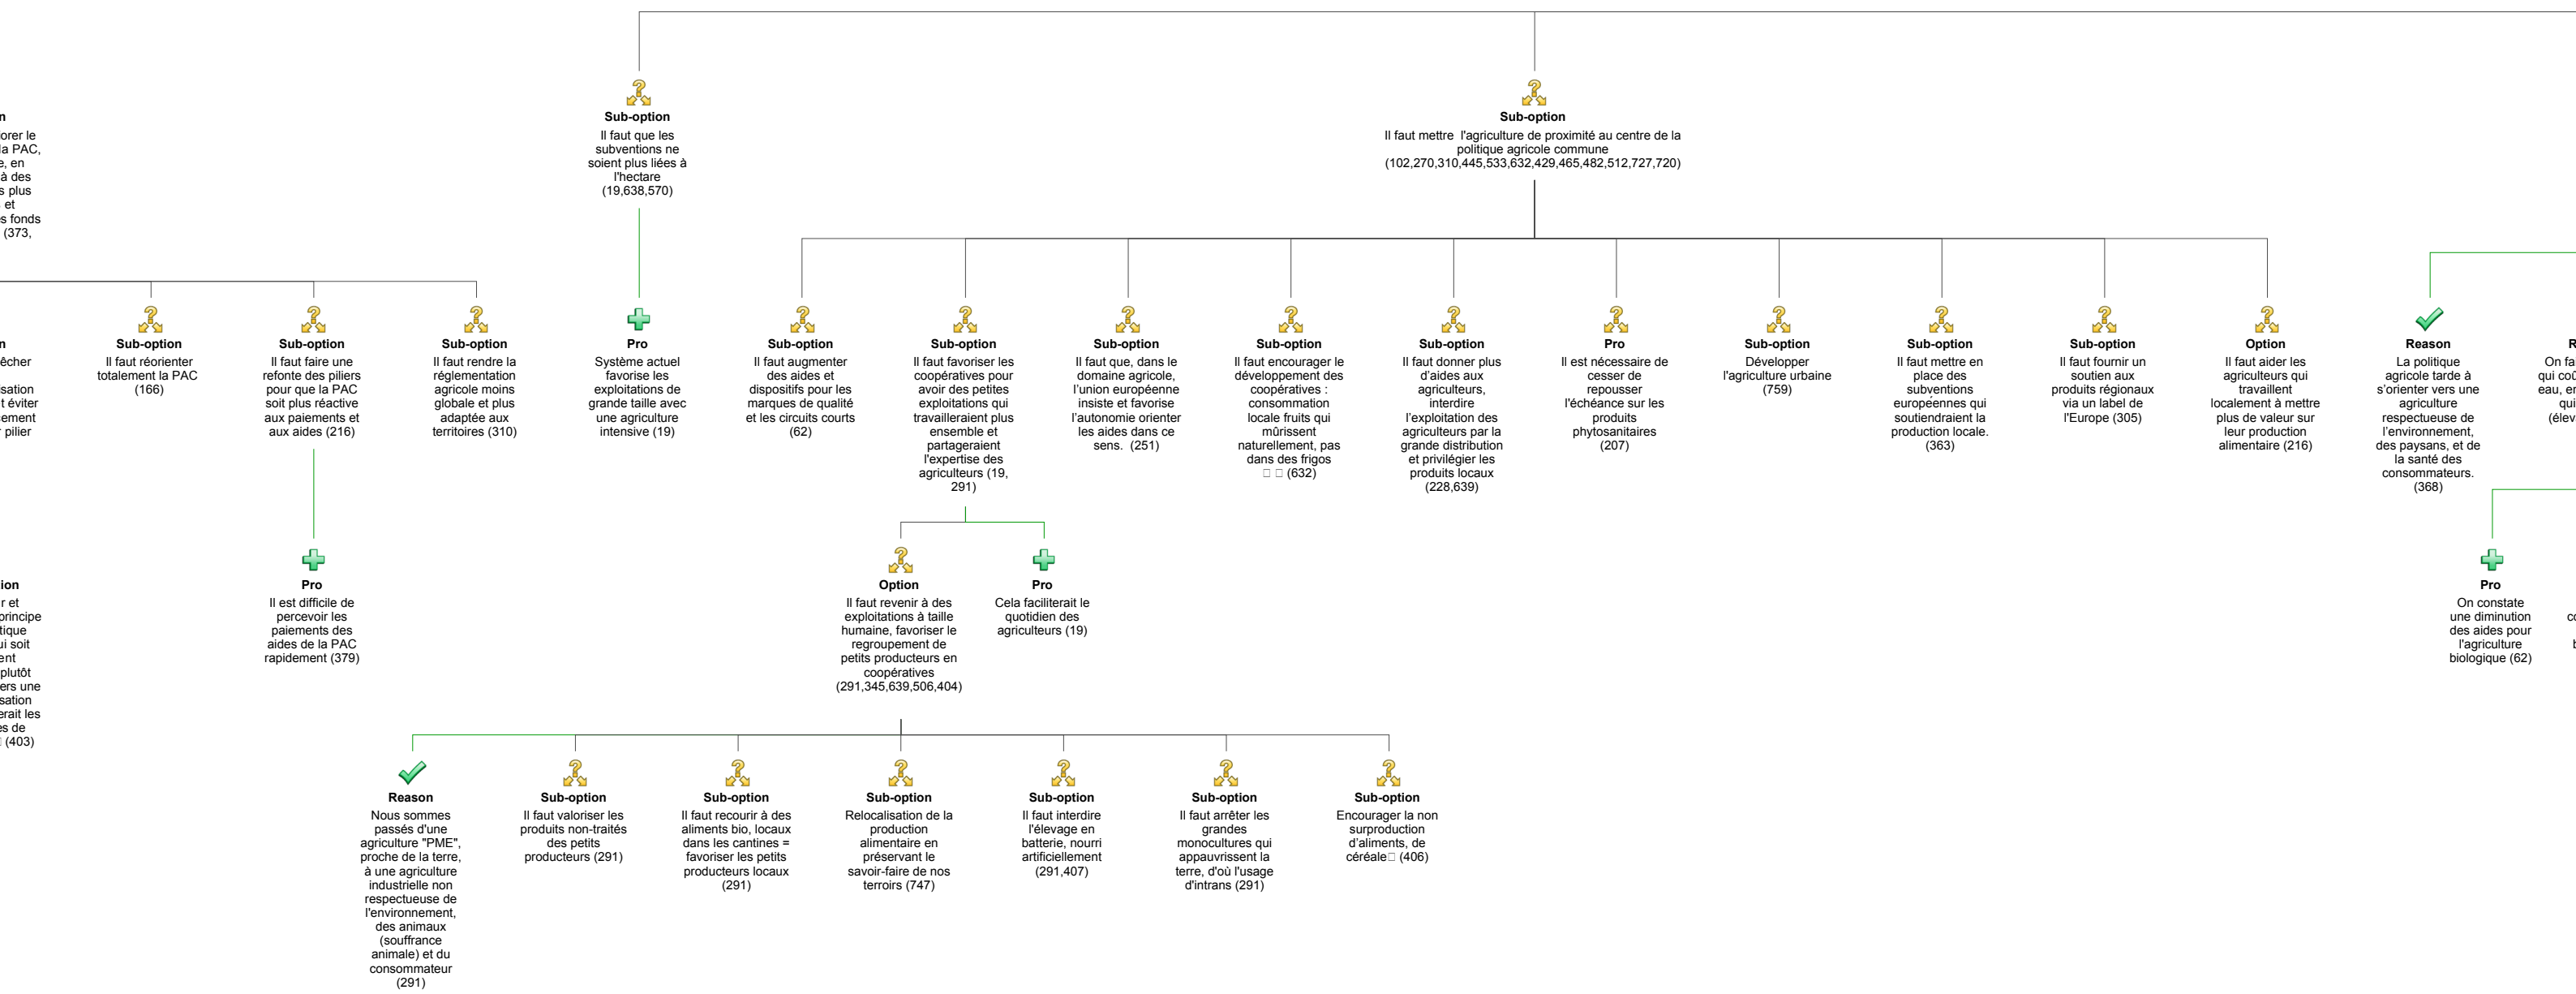 Sub-option
Il faut que les
subventions ne
soient plus liées à
l'hectare
(19,638,570)
Sub-option
Il faut mettre  l'agriculture de proximité au centre de la
politique agricole commune
(102,270,310,445,533,632,429,465,482,512,727,720)
la PAC,
en
à des
plus
et
fonds
(373,
Sub-option
Il faut réorienter
totalement la PAC
(166)
Sub-option
Il faut faire une
refonte des piliers
pour que la PAC
soit plus réactive
aux paiements et
aux aides (216)
Sub-option
Il faut rendre la
réglementation
agricole moins
globale et plus
adaptée aux
territoires (310)
Pro
Système actuel
favorise les
exploitations de
grande taille avec
une agriculture
intensive (19)
Sub-option
Il faut augmenter
des aides et
dispositifs pour les
marques de qualité
et les circuits courts
(62)
Sub-option
Il faut favoriser les
coopératives pour
avoir des petites
exploitations qui
travailleraient plus
ensemble et
partageraient
l'expertise des
agriculteurs (19,
291)
Sub-option
Il faut que, dans le
domaine agricole,
l’union européenne
insiste et favorise
l’autonomie orienter
les aides dans ce
sens.  (251)
Sub-option
Il faut encourager le
développement des
coopératives :
consommation
locale fruits qui
mûrissent
naturellement, pas
dans des frigos
(632)
Sub-option
Il faut donner plus
d’aides aux
agriculteurs,
interdire
l’exploitation des
agriculteurs par la
grande distribution
et privilégier les
produits locaux
(228,639)
Pro
Il est nécessaire de
cesser de
repousser
l'échéance sur les
produits
phytosanitaires
(207)
Sub-option
Développer
l'agriculture urbaine
(759)
Sub-option
Il faut mettre en
place des
subventions
européennes qui
soutiendraient la
production locale.
(363)
Sub-option
Il faut fournir un
soutien aux
produits régionaux
via un label de
l'Europe (305)
Option
Il faut aider les
agriculteurs qui
travaillent
localement à mettre
plus de valeur sur
leur production
alimentaire (216)
Reason
La politique
agricole tarde à
s’orienter vers une
agriculture
respectueuse de
l’environnement,
des paysans, et de
la santé des
consommateurs.
(368)
On
qui
eau,
qui
éviter
pilier
Pro
Il est difficile de
percevoir les
paiements des
aides de la PAC
rapidement (379)
Option
Il faut revenir à des
exploitations à taille
humaine, favoriser le
regroupement de
petits producteurs en
coopératives
(291,345,639,506,404)
Pro
Cela faciliterait le
quotidien des
agriculteurs (19)
Pro
On constate
une diminution
des aides pour
l'agriculture
biologique (62)
et
principe
soit
plutôt
une
les
de
(403)
Reason
Nous sommes
passés d'une
agriculture "PME",
proche de la terre,
à une agriculture
industrielle non
respectueuse de
l'environnement,
des animaux
(souffrance
animale) et du
consommateur
(291)
Sub-option
Il faut valoriser les
produits non-traités
des petits
producteurs (291)
Sub-option
Il faut recourir à des
aliments bio, locaux
dans les cantines =
favoriser les petits
producteurs locaux
(291)
Sub-option
Relocalisation de la
production
alimentaire en
préservant le
savoir-faire de nos
terroirs (747)
Sub-option
Il faut interdire
l'élevage en
batterie, nourri
artificiellement
(291,407)
Sub-option
Il faut arrêter les
grandes
monocultures qui
appauvrissent la
terre, d'où l'usage
d'intrans (291)
Sub-option
Encourager la non
surproduction
d’aliments, de
céréale (406)